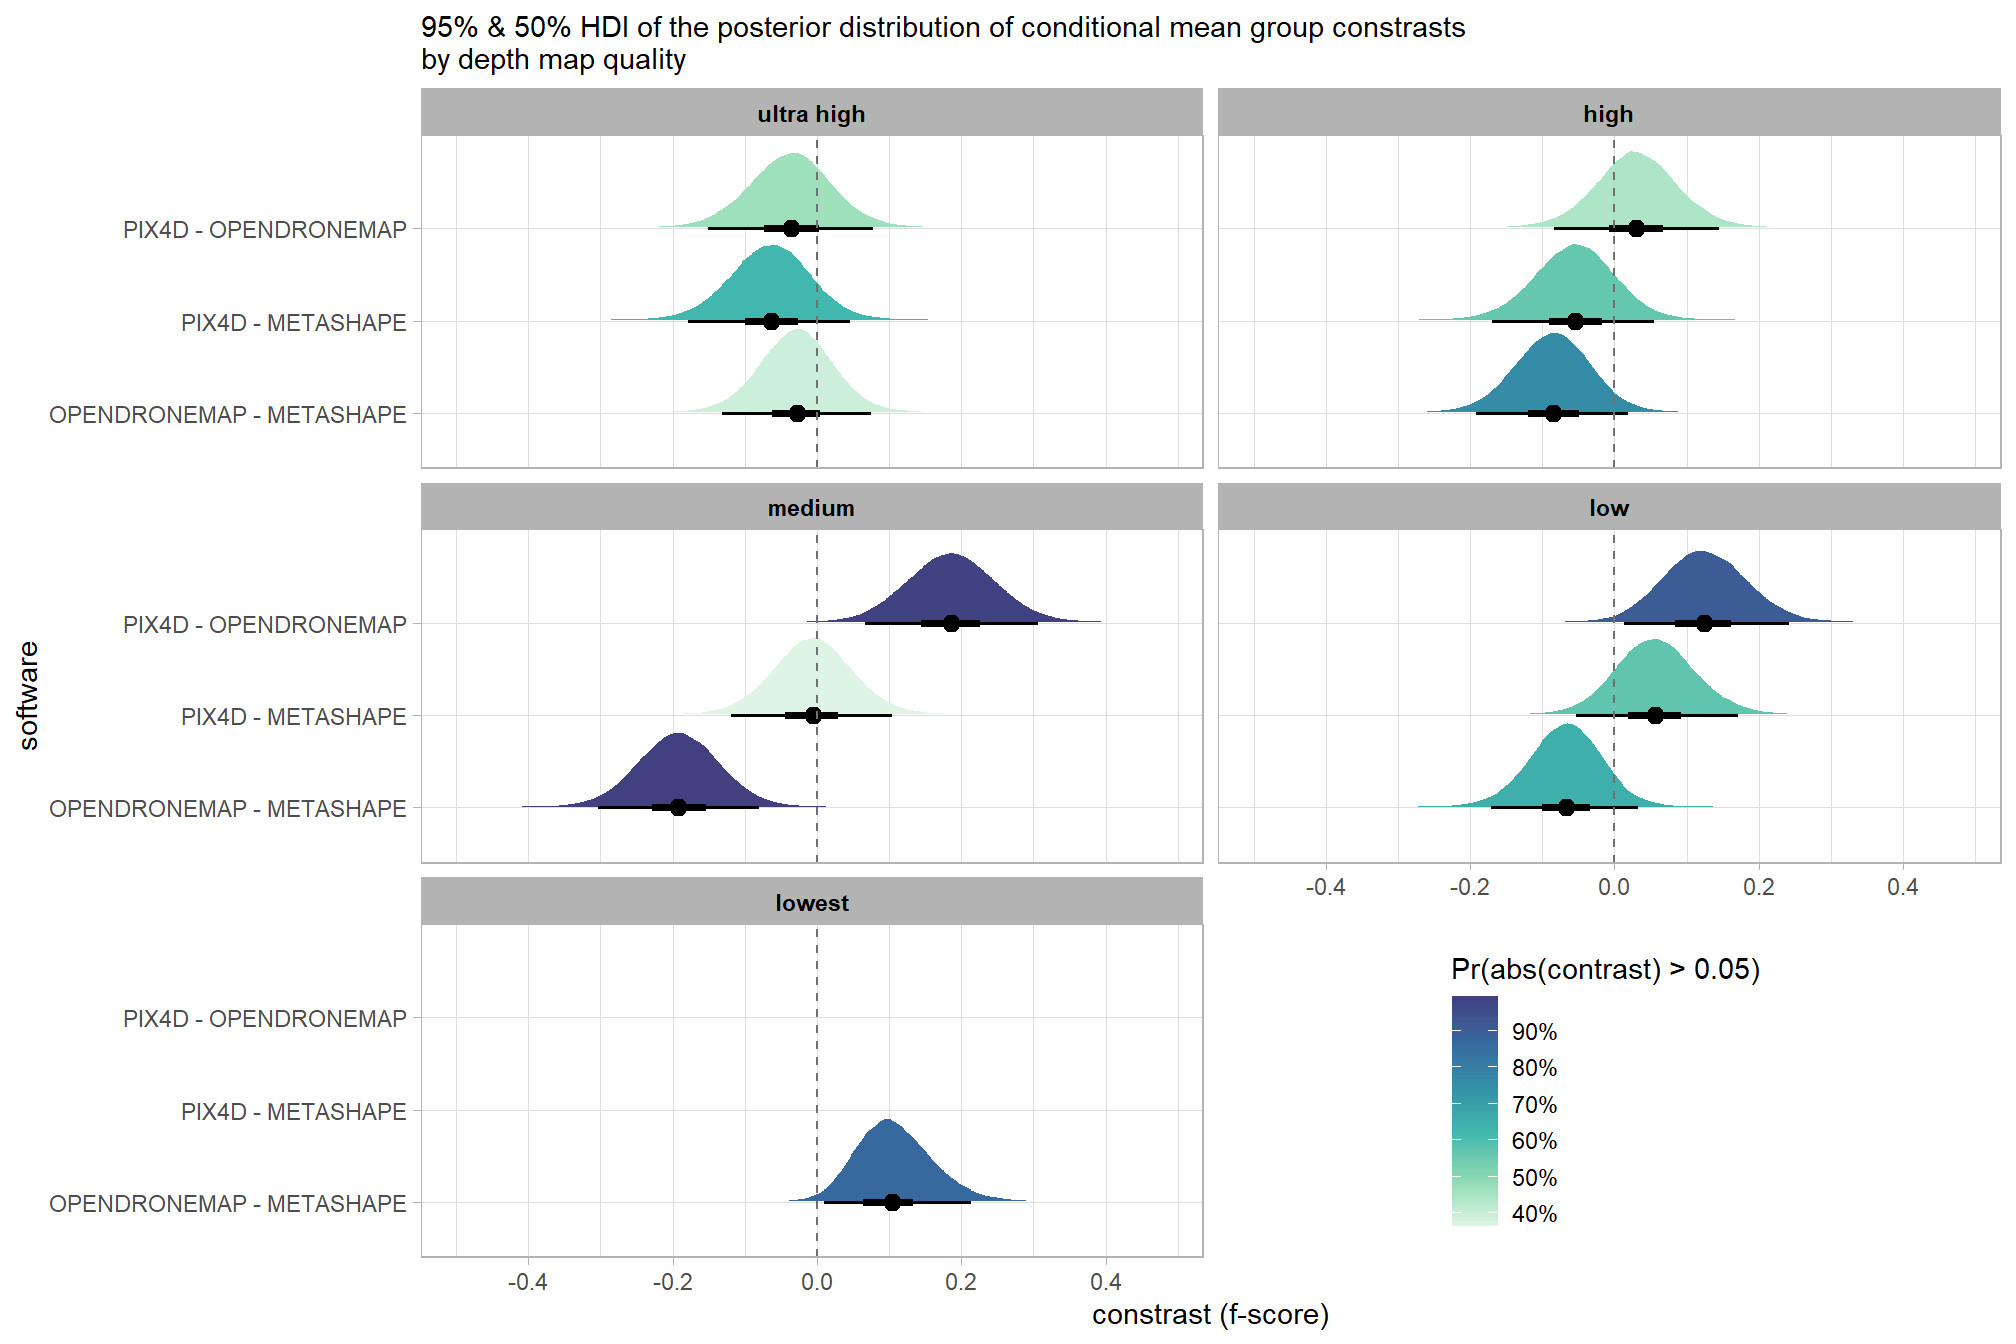 95% & 50% HDI of the posterior distribution of conditional mean group constrasts
by depth map quality
ultra high
high
PIX4D - OPENDRONEMAP
PIX4D - METASHAPE
OPENDRONEMAP - METASHAPE
medium
low
PIX4D - OPENDRONEMAP
PIX4D - METASHAPE
OPENDRONEMAP - METASHAPE
software
-0.4 -0.2 0.0 0.2 0.4
lowest
PIX4D - OPENDRONEMAP
PIX4D - METASHAPE
OPENDRONEMAP - METASHAPE
-0.4 -0.2 0.0 0.2 0.4
constrast (f-score)
Pr(abs(contrast) > 0.05)
90%
80%
70%
60%
50%
40%